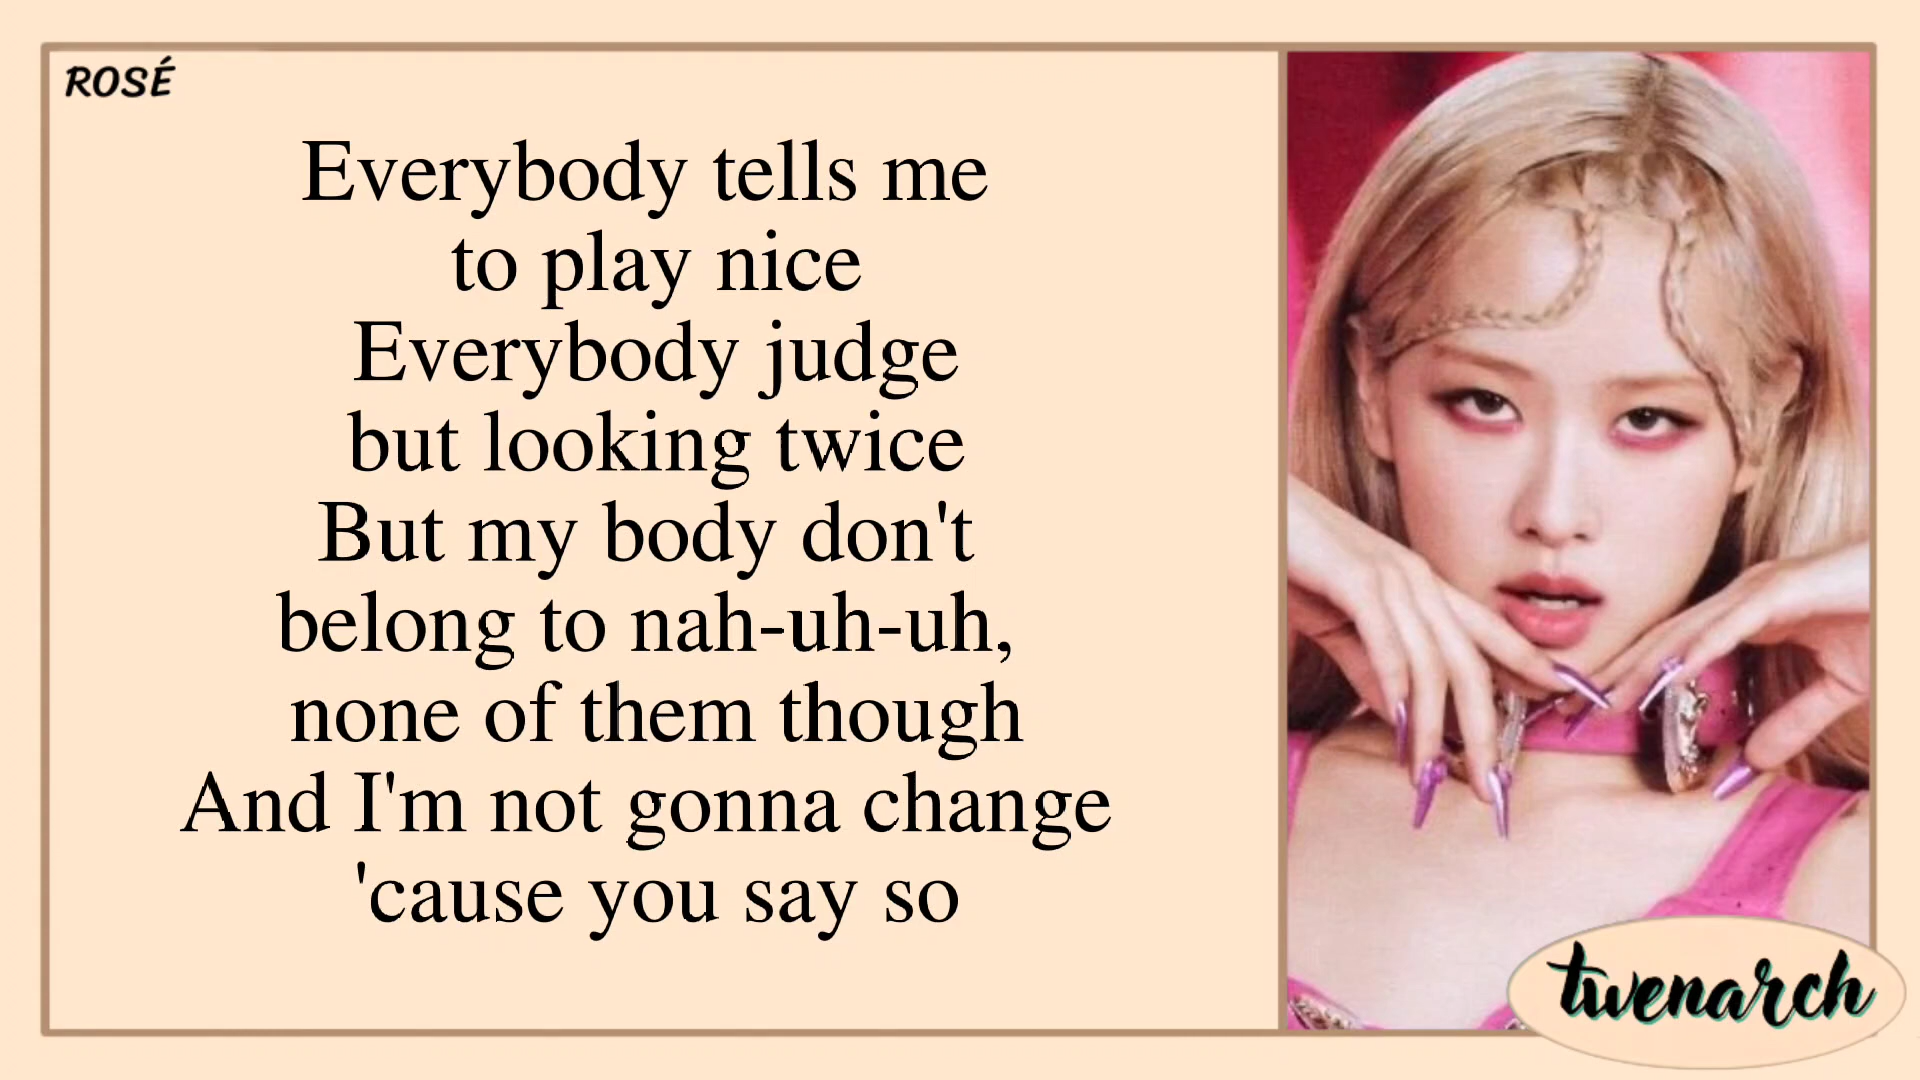 ROSÉ
Everybody tells me
to play nice
Everybody judge
but looking twice
But my body don't
belong to nah-uh-uh,
none of them though
And I'm not gonna change
'cause you say so
twenarch